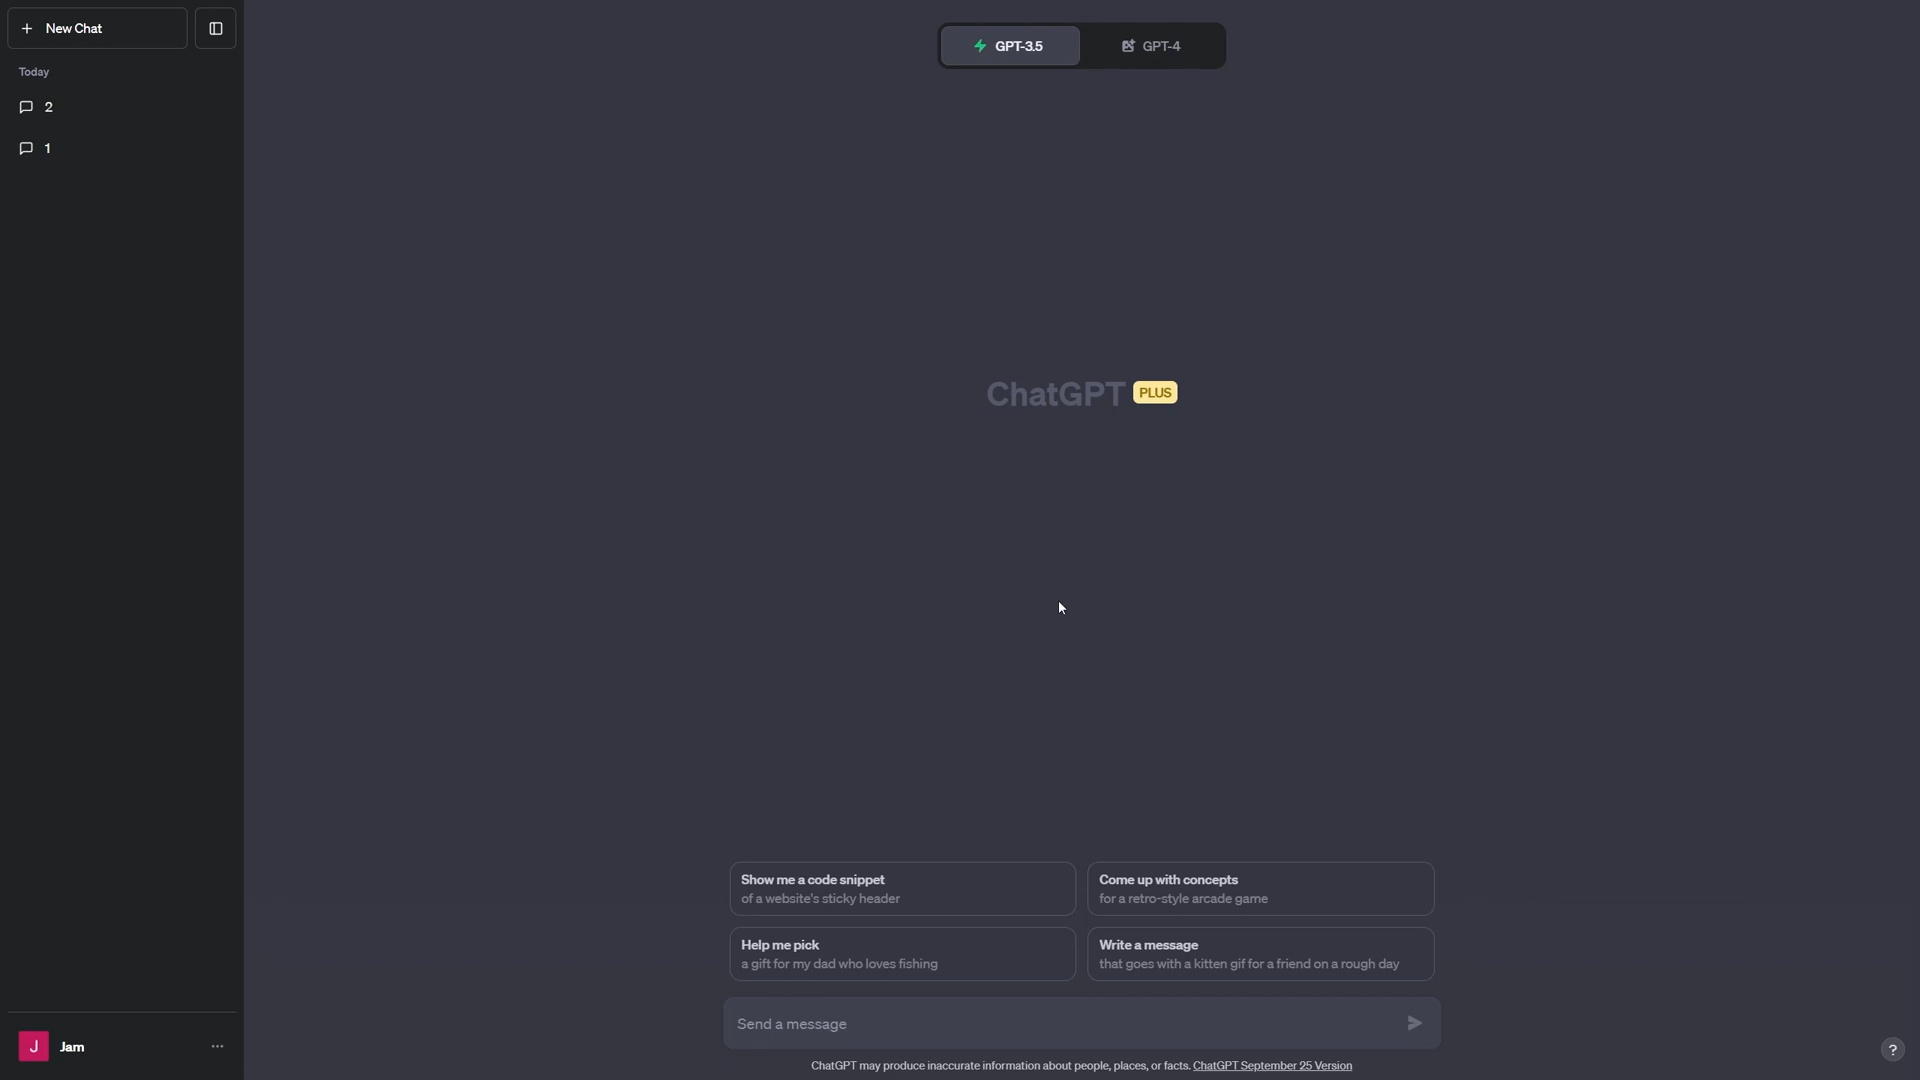 New Chat
Today
2
1
GPT-3.5
GPT-4
ChatGPT PLUS
Show me a code snippet
of a website's sticky header
Come up with concepts
for a retro-style arcade game
Help me pick
a gift for my dad who loves fishing
Write a message
that goes with a kitten gif for a friend on a rough day
Send a message
ChatGPT may produce inaccurate information about people, places, or facts. ChatGPT September 25 Version
J Jam
?